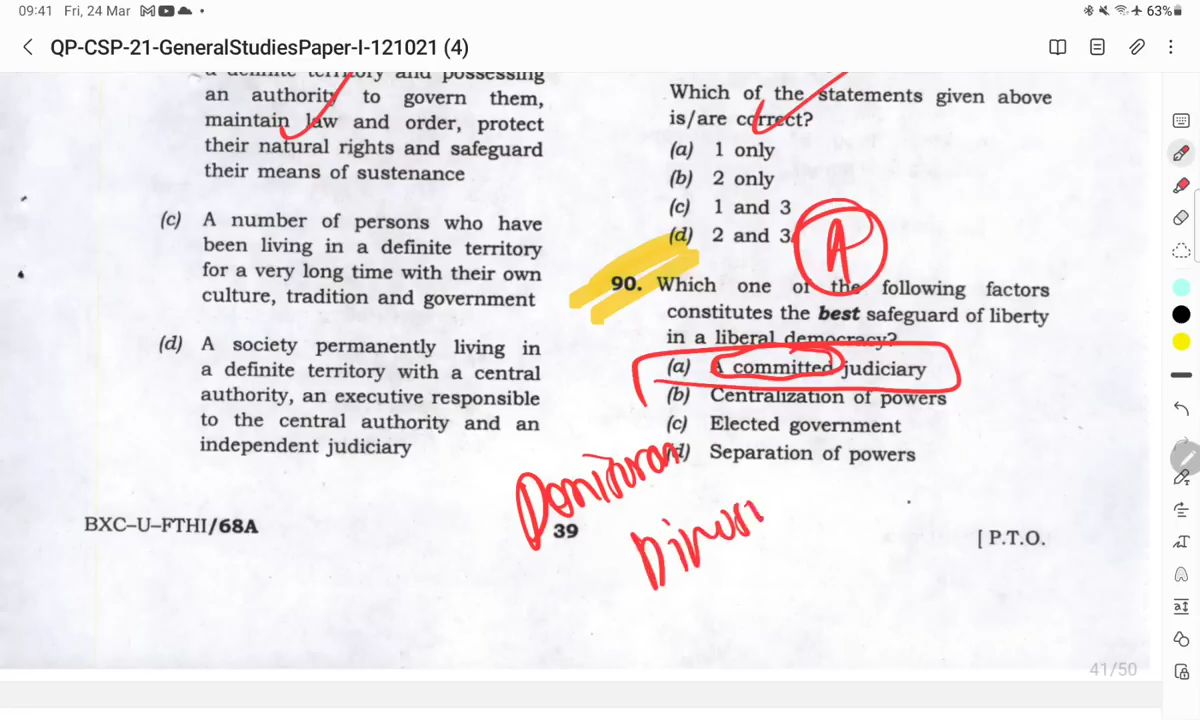 09:41 Fri, 24 Mar
63%
QP-CSP-21-GeneralStudiesPaper-I-121021 (4)
a definite territory and possessing
an authority to govern them,
maintain law and order, protect
their natural rights and safeguard
their means of sustenance
(c) A number of persons who have
been living in a definite territory
for a very long time with their own
culture, tradition and government
(d) A society permanently living in
a definite territory with a central
authority, an executive responsible
to the central authority and an
independent judiciary
BXC–U–FTHI/68A
39
Which of the statements given above
is/are correct?
(a) 1 only
(b) 2 only
(c) 1 and 3
(d) 2 and 3
A
90. Which one of the following factors
constitutes the best safeguard of liberty
in a liberal democracy?
(a) A committed judiciary
(b) Centralization of powers
(c) Elected government
(d) Separation of powers
[ P.T.O.
41/50